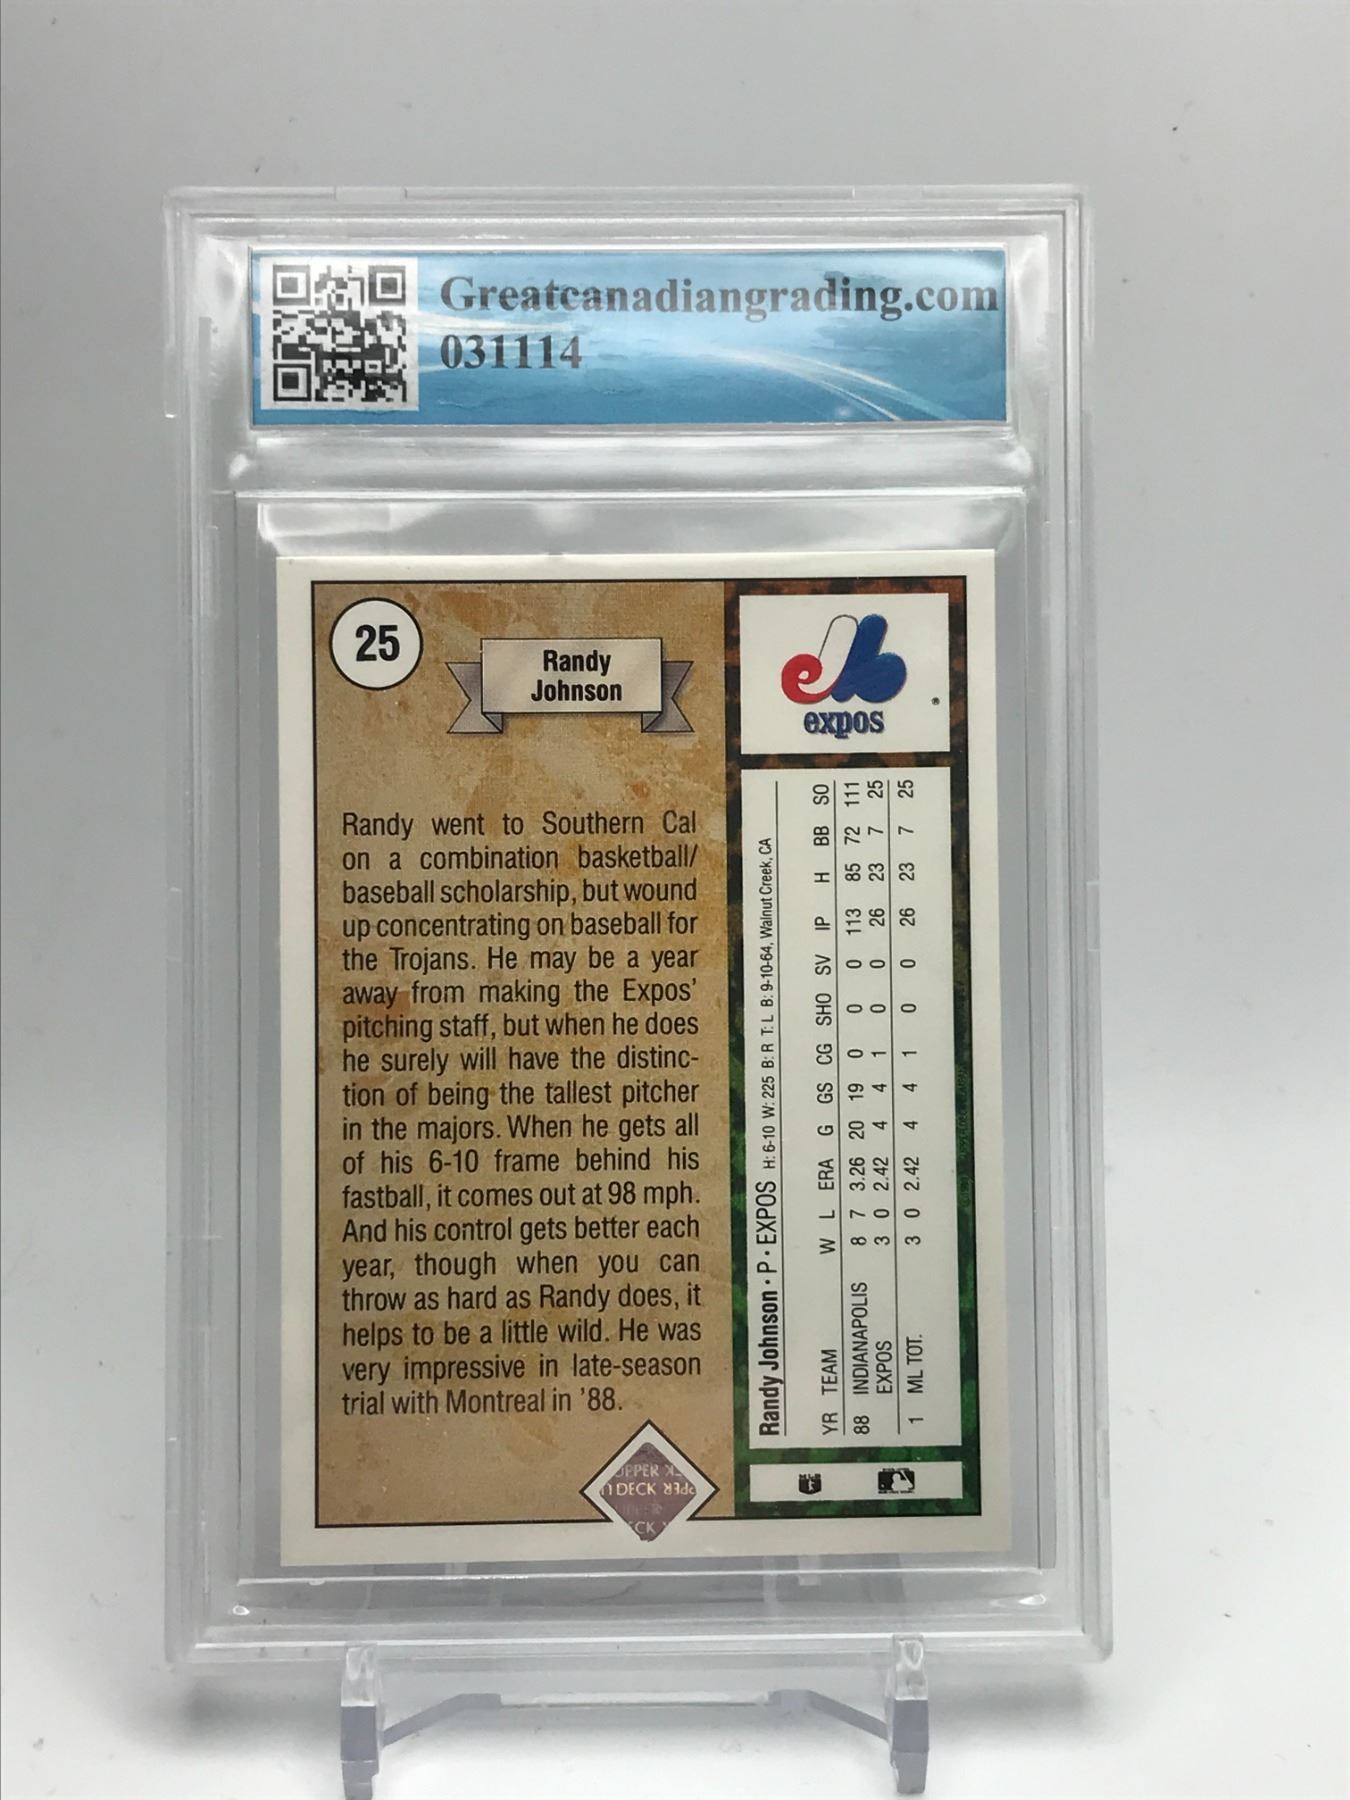 Greatcanadiangrading.com
031114
25
Randy
Johnson
expos
Randy went to Southern Cal
on a combination basketball/
baseball scholarship, but wound
up concentrating on baseball for
the Trojans. He may be a year
away from making the Expos'
pitching staff, but when he does
he surely will have the distinc-
tion of being the tallest pitcher
in the majors. When he gets all
of his 6-10 frame behind his
fastball, it comes out at 98 mph.
And his control gets better each
year, though when you can
throw as hard as Randy does, it
helps to be a little wild. He was
very impressive in late-season
trial with Montreal in '88.
Randy Johnson • P • EXPOS H: 6-10 W: 225 B: R T: L B: 9-10-64, Walnut Creek, CA
YR TEAM W L ERA G GS CG SHO SV IP H BB SO
88 INDIANAPOLIS 8 7 3.26 20 19 0 0 0 113 85 72 111
EXPOS 3 0 2.42 4 4 1 0 0 26 23 7 25
1 ML TOT. 3 0 2.42 4 4 1 0 0 26 23 7 25
UPPER
DECK